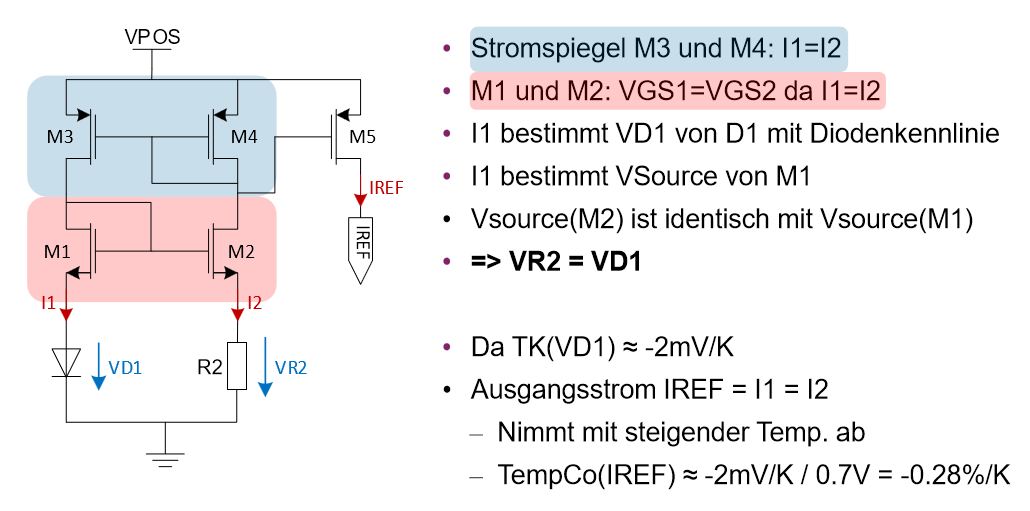 VPOS
M3
M4
M5
IREF
IREF
M1
M2
I1
I2
VD1
R2
VR2
• Stromspiegel M3 und M4: I1=I2
• M1 und M2: VGS1=VGS2 da I1=I2
• I1 bestimmt VD1 von D1 mit Diodenkennlinie
• I1 bestimmt VSource von M1
• Vsource(M2) ist identisch mit Vsource(M1)
• => VR2 = VD1
• Da TK(VD1) ≈ -2mV/K
• Ausgangsstrom IREF = I1 = I2
– Nimmt mit steigender Temp. ab
– TempCo(IREF) ≈ -2mV/K / 0.7V = -0.28%/K